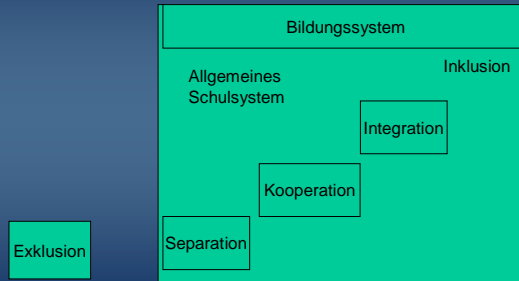 Bildungssystem
Inklusion
Allgemeines
Schulsystem
Integration
Kooperation
Separation
Exklusion